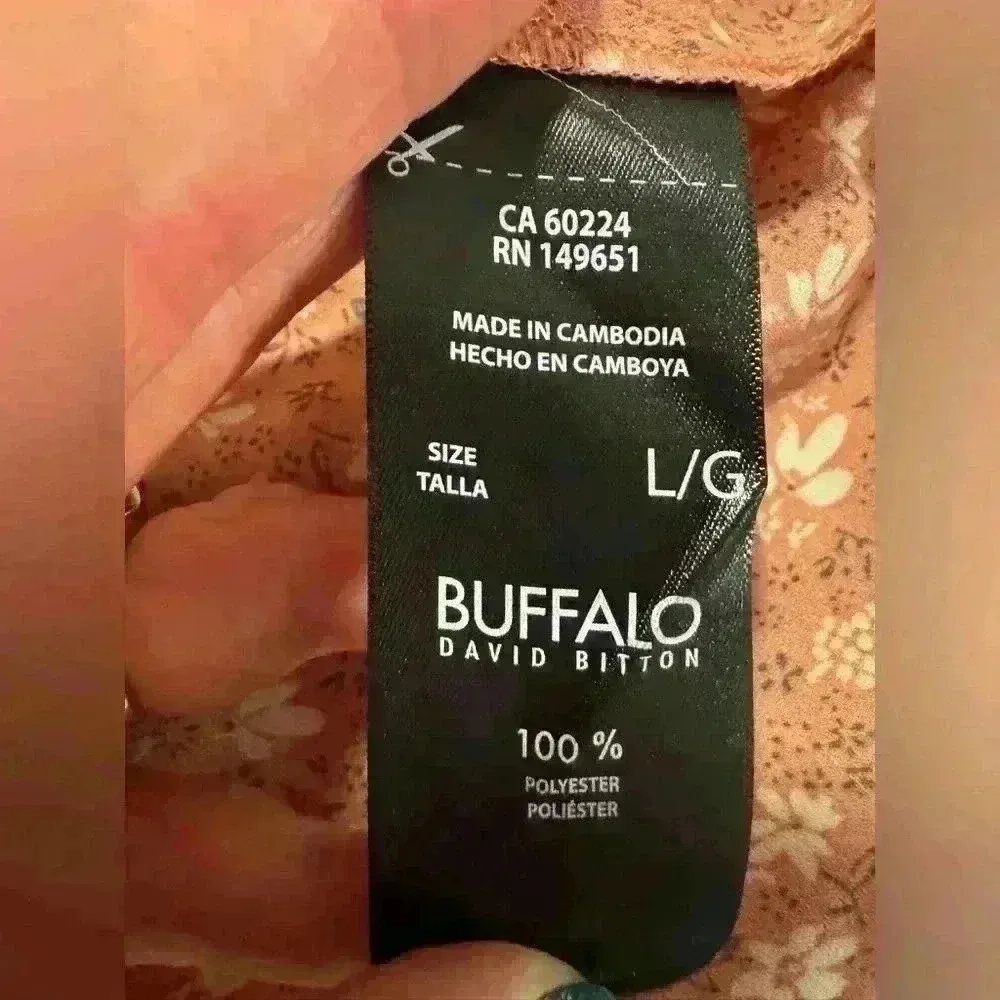 CA 60224
RN 149651
MADE IN CAMBODIA
HECHO EN CAMBOYA
SIZE
TALLA
L/G
BUFFALO
DAVID BITTON
100 %
POLYESTER
POLIÉSTER